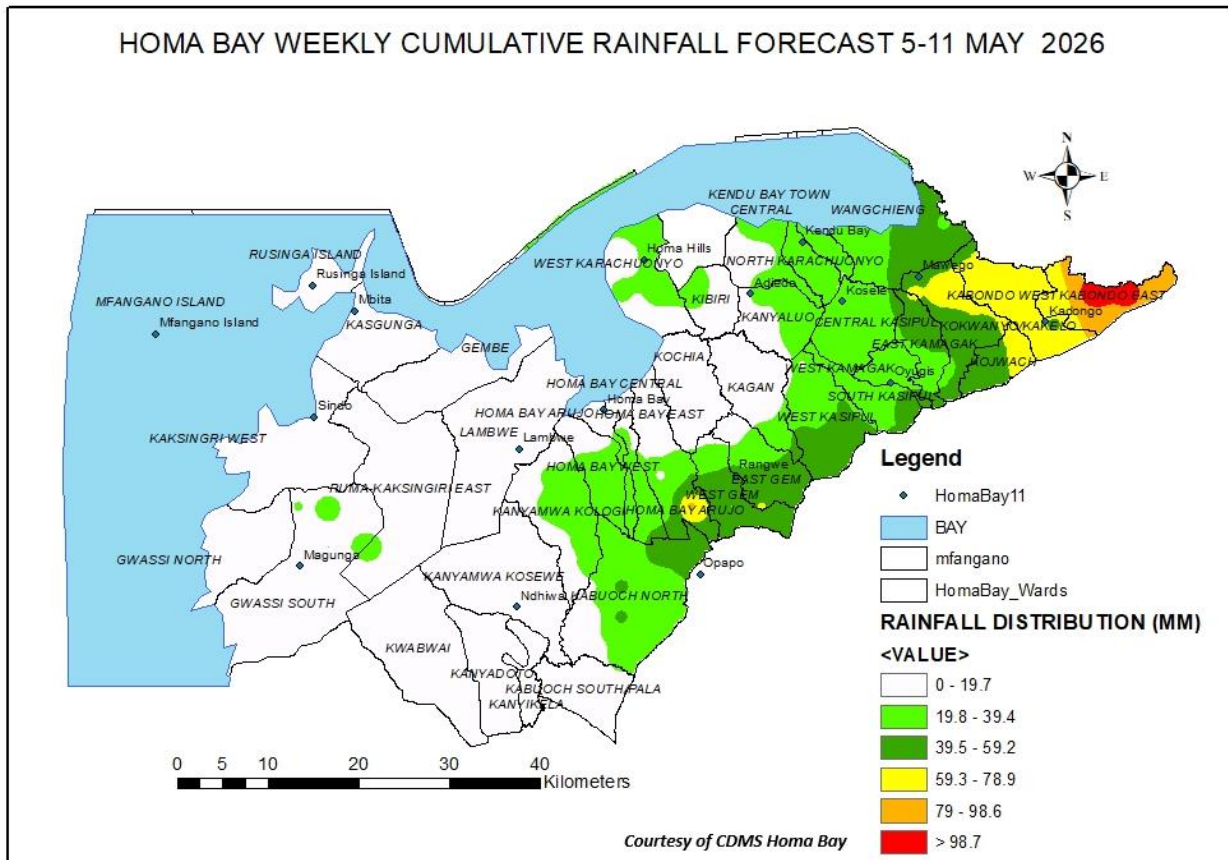 HOMA BAY WEEKLY CUMULATIVE RAINFALL FORECAST 5-11 MAY 2026
N
W E
S
KENDU BAY TOWN
CENTRAL
WANGCHIENG
Kendu Bay
RUSINGA ISLAND
Rusinga Island
WEST KARACHUONYO
Homa Hills
NORTH KARACHUONYO
Mawego
MFANGANO ISLAND
Mfangano Island
Mbita
KASGUNGA
KIBIRI
Adiedo
Kosele
KABONDO WEST
KABONDO EAST
KANYALUO
CENTRAL KASIPUL
KOKWANYO/KAKELO
Kadongo
GEMBE
KOCHIA
EAST KAMAGAK
KOJWACH
HOMA BAY CENTRAL
Homa Bay
KAGAN
WEST KAMAGAK
Oyugis
SOUTH KASIPUL
Sindo
HOMA BAY ARUJO
HOMA BAY EAST
WEST KASIPUL
KAKSINGRI WEST
LAMBWE
Lambwe
HOMA BAY WEST
Rangwe
EAST GEM
RUMA-KAKSINGIRI EAST
WEST GEM
KANYAMWA KOLOGI
HOMA BAY ARUJO
GWASSI NORTH
Magunga
Opapo
GWASSI SOUTH
KANYAMWA KOSEWE
Ndhiwa
KABUOCH NORTH
KWABWAI
KANYADOTO
KABUOCH SOUTH/PALA
KANYIKELA
0 5 10 20 30 40
Kilometers
Legend
HomaBay11
BAY
mfangano
HomaBay_Wards
RAINFALL DISTRIBUTION (MM)
<VALUE>
0 - 19.7
19.8 - 39.4
39.5 - 59.2
59.3 - 78.9
79 - 98.6
> 98.7
Courtesy of CDMS Homa Bay